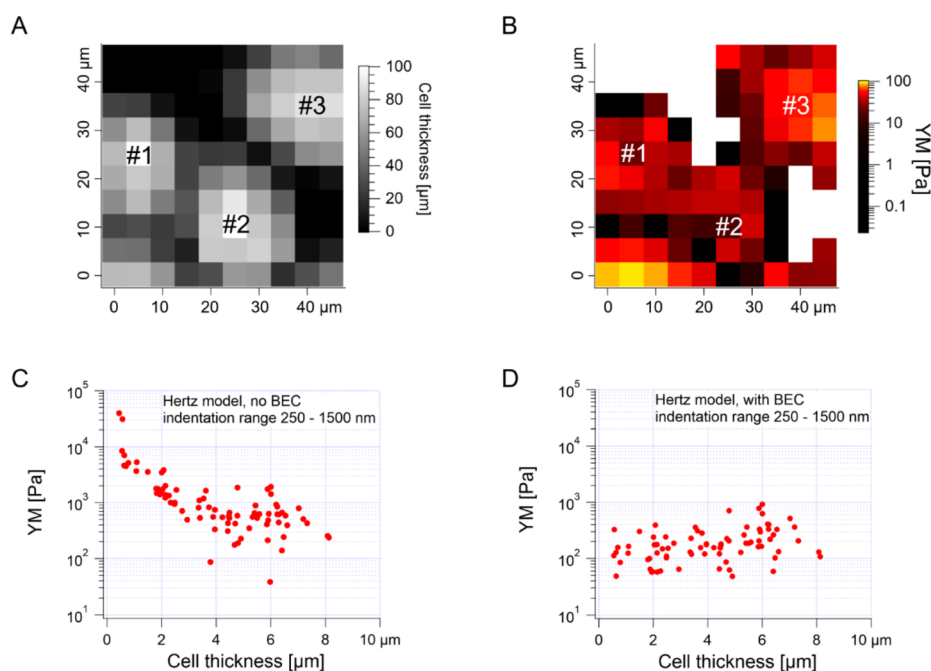 A
40 µm
30
20
10
0
0 10 20 30 40 µm
#1
#2
#3
100
80
60
40
20
0
Cell thickness [µm]
B
40 µm
30
20
10
0
0 10 20 30 40 µm
#1
#2
#3
100
10
1
0.1
YM [Pa]
C
Hertz model, no BEC
indentation range 250 - 1500 nm
10⁵
10⁴
10³
10²
10¹
YM [Pa]
0 2 4 6 8 10 µm
Cell thickness [µm]
D
Hertz model, with BEC
indentation range 250 - 1500 nm
10⁵
10⁴
10³
10²
10¹
YM [Pa]
0 2 4 6 8 10 µm
Cell thickness [µm]